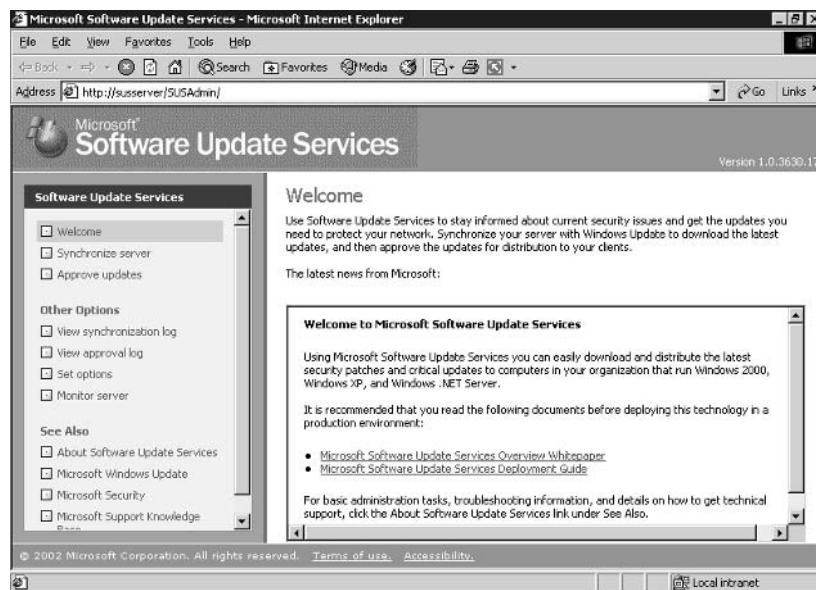 Microsoft Software Update Services - Microsoft Internet Explorer
File Edit View Favorites Tools Help
Back Search Favorites Media
Address http://susserver/SUSAdmin/ Go Links
Microsoft
Software Update Services
Version 1.0.3630.17
Software Update Services
Welcome
Synchronize server
Approve updates
Other Options
View synchronization log
View approval log
Set options
Monitor server
See Also
About Software Update Services
Microsoft Windows Update
Microsoft Security
Microsoft Support Knowledge
Welcome
Use Software Update Services to stay informed about current security issues and get the updates you
need to protect your network. Synchronize your server with Windows Update to download the latest
updates, and then approve the updates for distribution to your clients.
The latest news from Microsoft:
Welcome to Microsoft Software Update Services
Using Microsoft Software Update Services you can easily download and distribute the latest
security patches and critical updates to computers in your organization that run Windows 2000,
Windows XP, and Windows .NET Server.
It is recommended that you read the following documents before deploying this technology in a
production environment:
• Microsoft Software Update Services Overview Whitepaper
• Microsoft Software Update Services Deployment Guide
For basic administration tasks, troubleshooting information, and details on how to get technical
support, click the About Software Update Services link under See Also.
© 2002 Microsoft Corporation. All rights reserved. Terms of use. Accessibility.
Local intranet